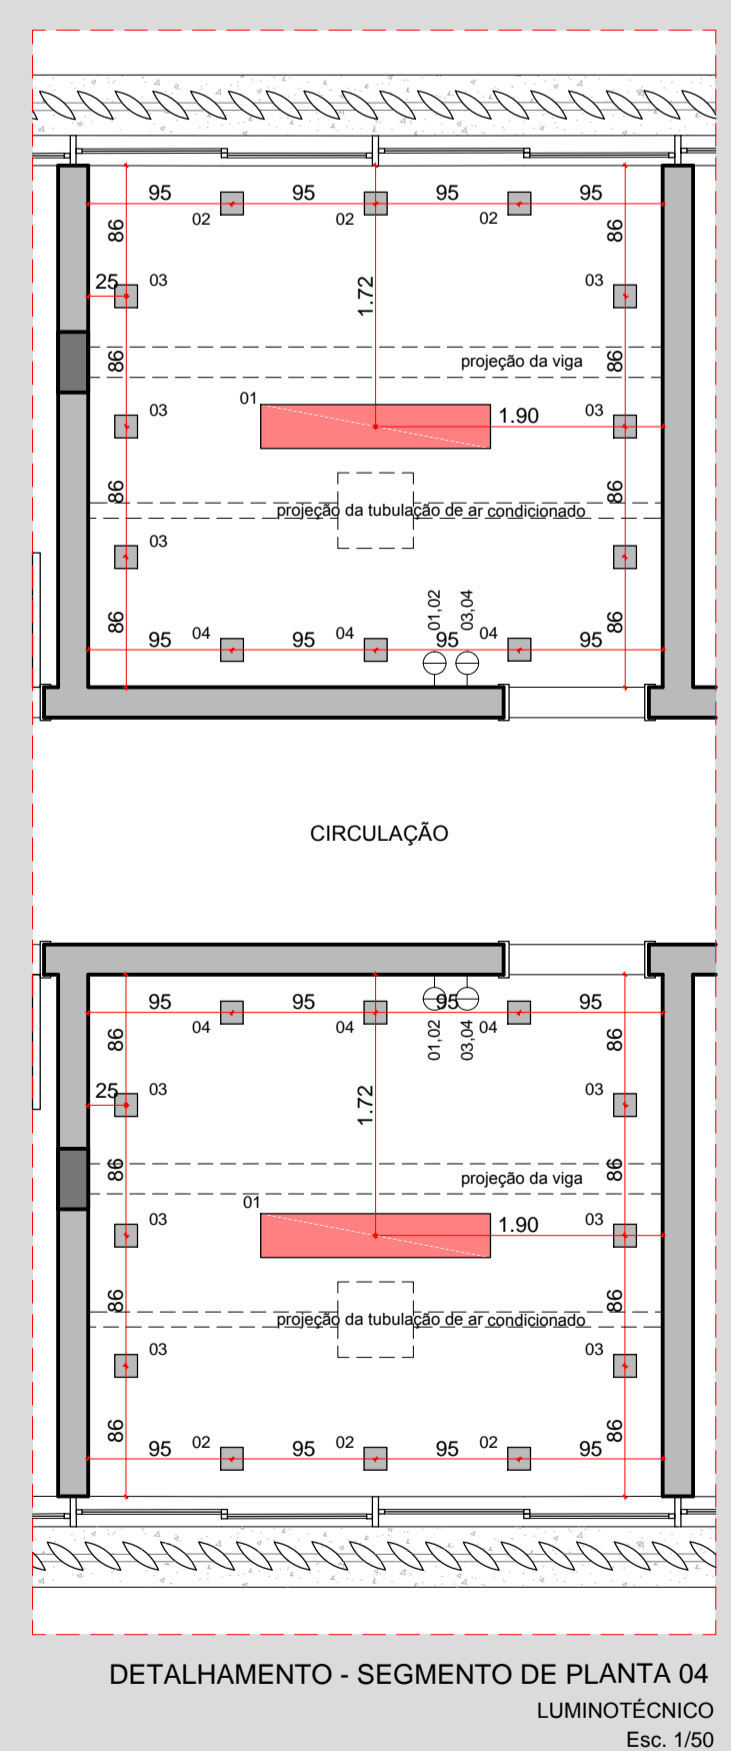 95 95 95 95
02 02 02
86 86
25 03 03
1.72
86 projeção da viga 86
01
03 1.90 03
86 86
projeção da tubulação de ar condicionado
03
01,02 03,04
86 86
95 04 95 04 95 04 95
CIRCULAÇÃO
95 95 95 95
04 04 04
01,02 03,04
86 86
25 03 03
1.72
86 projeção da viga 86
01
03 1.90 03
86 86
projeção da tubulação de ar condicionado
03 03
86 86
95 02 95 02 95 02 95
DETALHAMENTO - SEGMENTO DE PLANTA 04
LUMINOTÉCNICO
Esc. 1/50